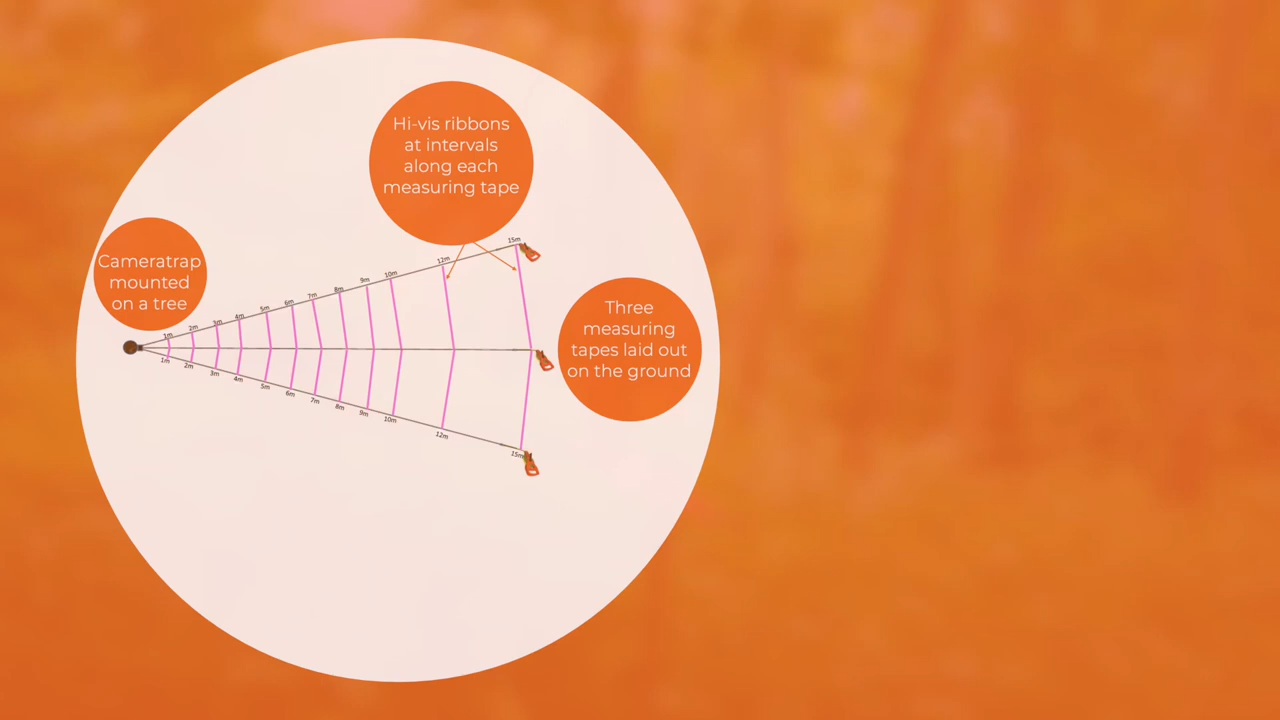 Hi-vis ribbons
at intervals
along each
measuring tape
Cameratrap
mounted
on a tree
Three
measuring
tapes laid out
on the ground
1m
2m
3m
4m
5m
6m
7m
8m
9m
10m
12m
15m
1m
2m
3m
4m
5m
6m
7m
8m
9m
10m
12m
15m